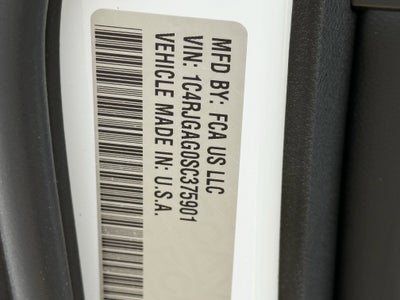 MFD BY: FCA US LLC
VIN: 1C4RJGAG0SC375901
VEHICLE MADE IN: U.S.A.